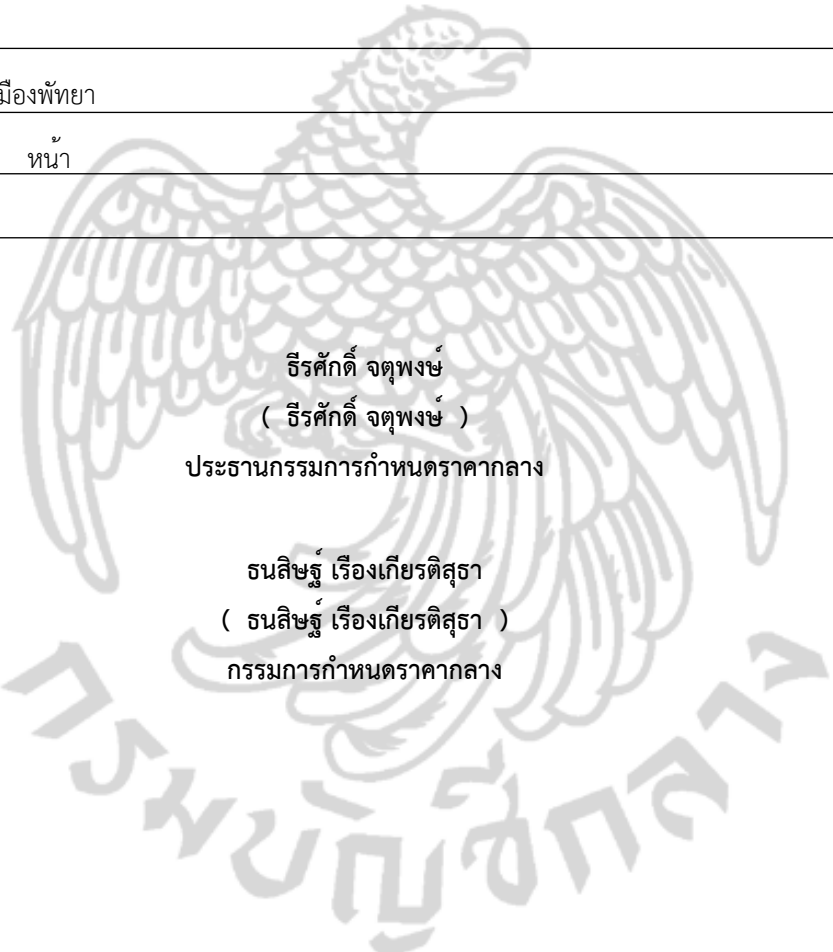 มืองพัทยา
หน้า
ธีรศักดิ์ จตุพงษ์
( ธีรศักดิ์ จตุพงษ์ )
ประธานกรรมการกำหนดราคากลาง
ธนสิษฐ์ เรืองเกียรติสุธา
( ธนสิษฐ์ เรืองเกียรติสุธา )
กรรมการกำหนดราคากลาง
กรมบัญชีกลาง